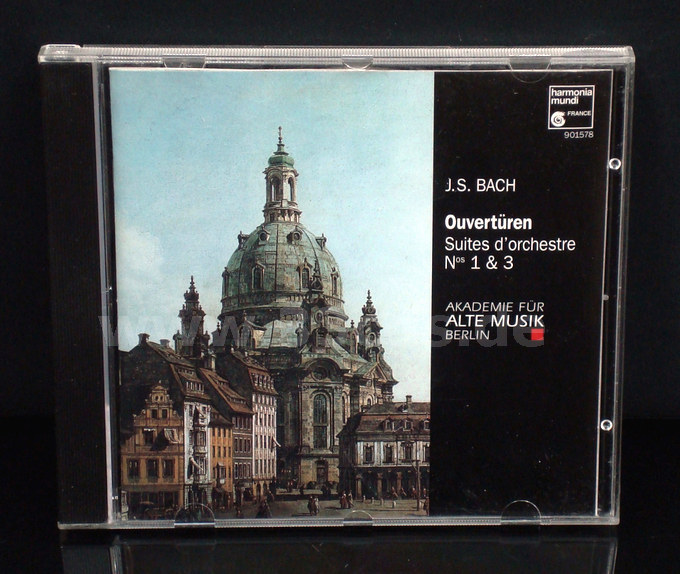 harmonia
mundi
FRANCE
901578
J.S. BACH
Ouvertüren
Suites d'orchestre
Nos 1 & 3
AKADEMIE FÜR
ALTE MUSIK
BERLIN